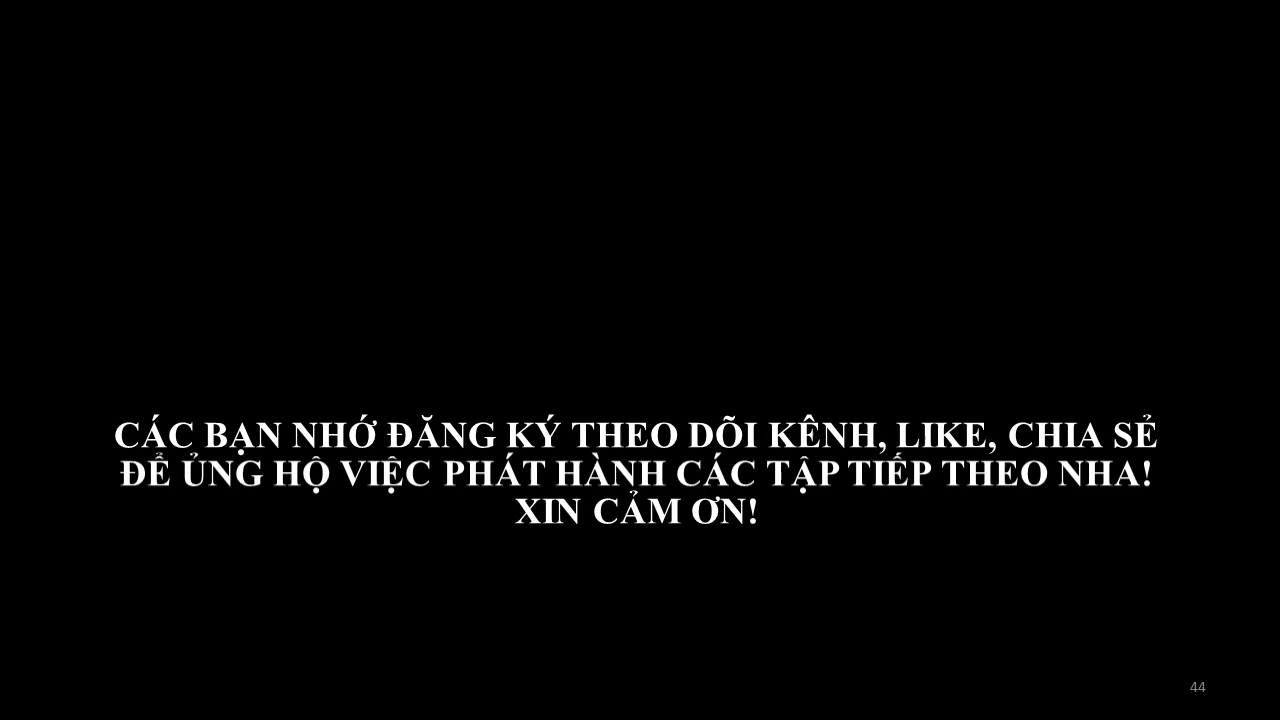 CÁC BẠN NHỚ ĐĂNG KÝ THEO DÕI KÊNH, LIKE, CHIA SẺ
ĐỂ ỦNG HỘ VIỆC PHÁT HÀNH CÁC TẬP TIẾP THEO NHA!
XIN CẢM ƠN!
44